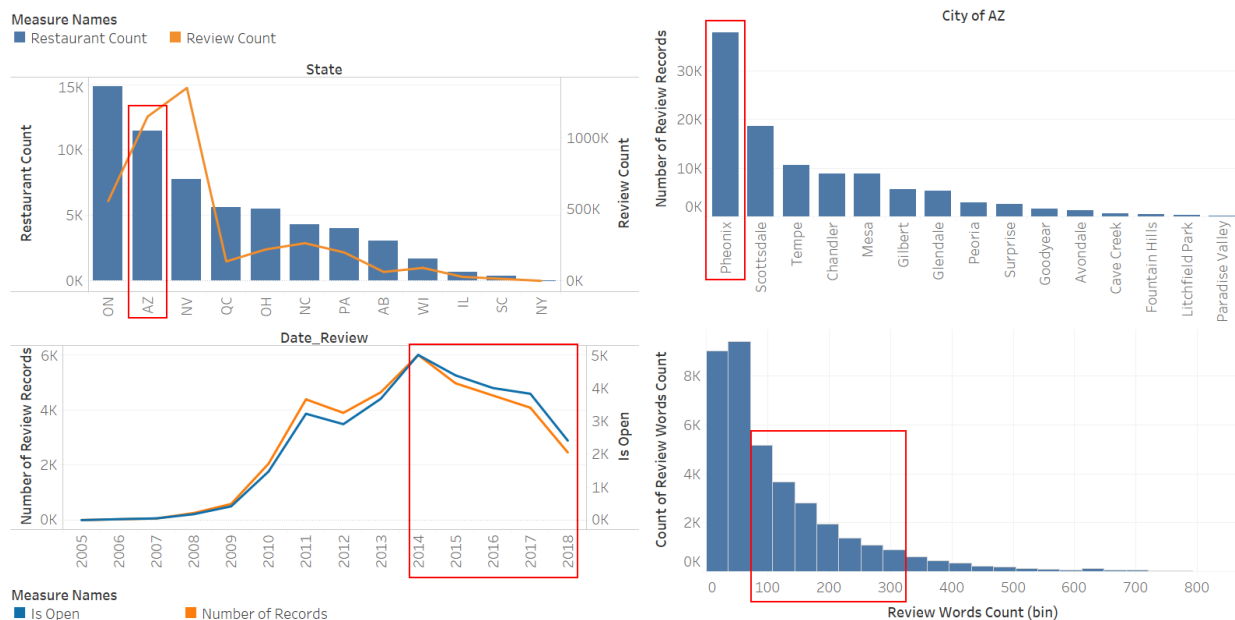 Measure Names
Restaurant Count Review Count
State
15K
10K
5K
0K
Restaurant Count
1000K
500K
0K
Review Count
ON AZ NV QC OH NC PA AB WI IL SC NY
City of AZ
30K
20K
10K
0K
Number of Review Records
Pheonix Scottsdale Tempe Chandler Mesa Gilbert Glendale Peoria Surprise Goodyear Avondale Cave Creek Fountain Hills Litchfield Park Paradise Valley
Date_Review
6K
4K
2K
0K
Number of Review Records
5K
4K
3K
2K
1K
0K
Is Open
2005 2006 2007 2008 2009 2010 2011 2012 2013 2014 2015 2016 2017 2018
Measure Names
Is Open Number of Records
8K
6K
4K
2K
0K
Count of Review Words Count
0 100 200 300 400 500 600 700 800
Review Words Count (bin)